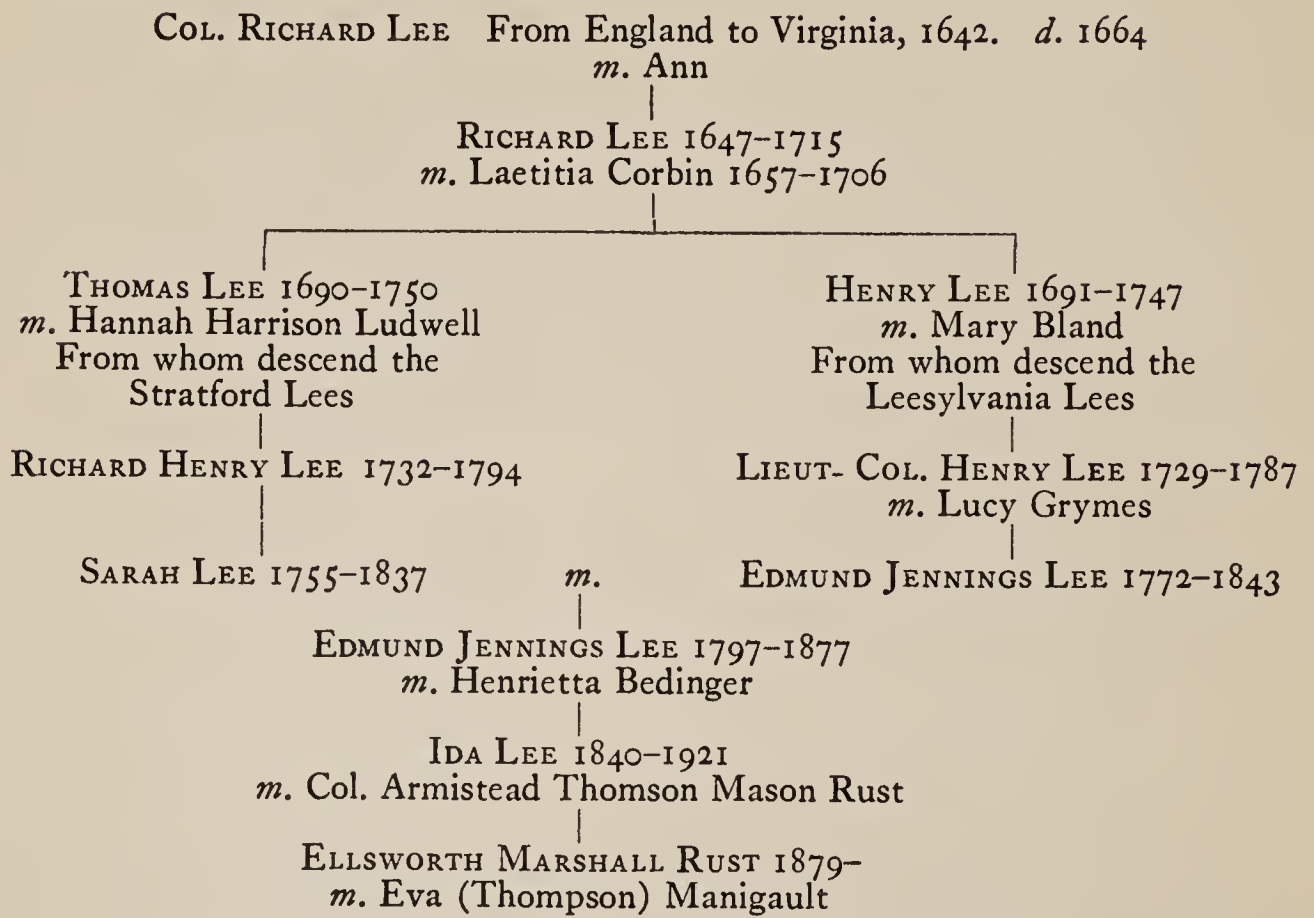 COL. RICHARD LEE From England to Virginia, 1642. d. 1664
m. Ann
RICHARD LEE 1647–1715
m. Laetitia Corbin 1657–1706
THOMAS LEE 1690–1750
m. Hannah Harrison Ludwell
From whom descend the
Stratford Lees
RICHARD HENRY LEE 1732–1794
SARAH LEE 1755–1837
HENRY LEE 1691–1747
m. Mary Bland
From whom descend the
Leesylvania Lees
LIEUT- COL. HENRY LEE 1729–1787
m. Lucy Grymes
EDMUND JENNINGS LEE 1772–1843
m.
EDMUND JENNINGS LEE 1797–1877
m. Henrietta Bedinger
IDA LEE 1840–1921
m. Col. Armistead Thomson Mason Rust
ELLSWORTH MARSHALL RUST 1879–
m. Eva (Thompson) Manigault